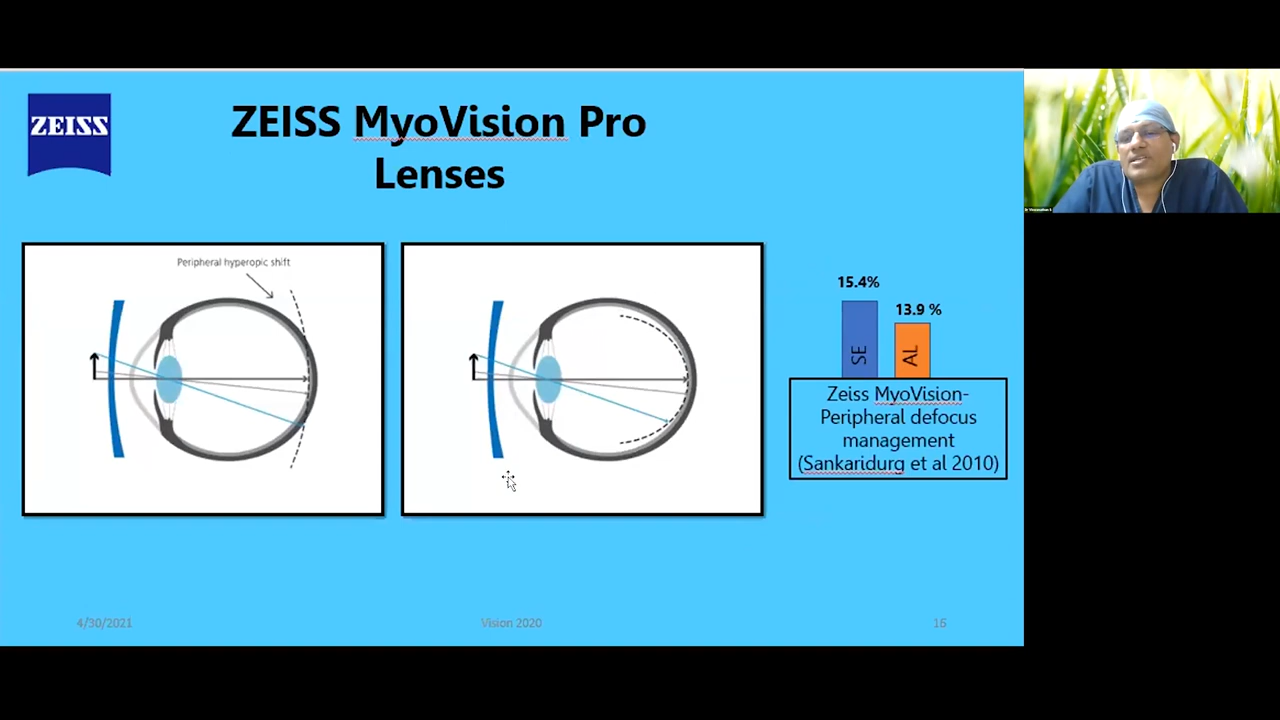 ZEISS
ZEISS MyoVision Pro
Lenses
Peripheral hyperopic shift
15.4%
13.9 %
SE
AL
Zeiss MyoVision-
Peripheral defocus
management
(Sankaridurg et al 2010)
4/30/2021
Vision 2020
16